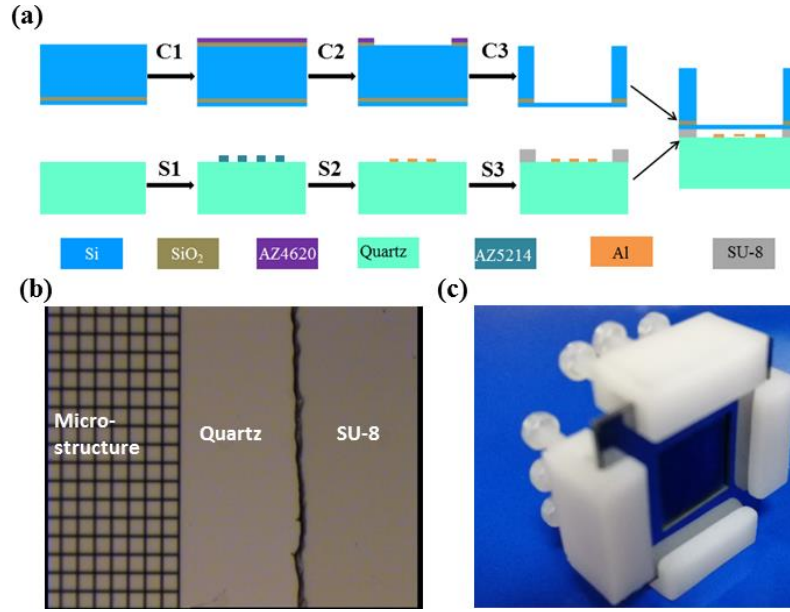 (a)
C1
C2
C3
S1
S2
S3
Si
SiO₂
AZ4620
Quartz
AZ5214
Al
SU-8
(b)
(c)
Micro-
structure
Quartz
SU-8